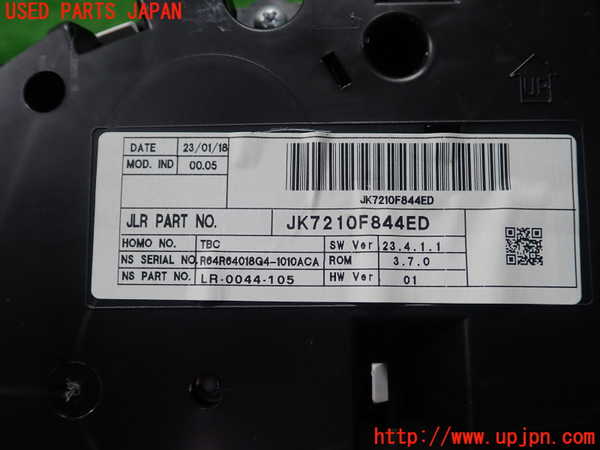 USED PARTS JAPAN
UP
DATE 23/01/18
MOD. IND 00.05
JK7210F844ED
JLR PART NO. JK7210F844ED
HOMO NO. TBC SW Ver 23.4.1.1
NS SERIAL NO. R64R64018G4-1010ACA ROM 3.7.0
NS PART NO. LR-0044-105 HW Ver 01
http://www.upjpn.com/